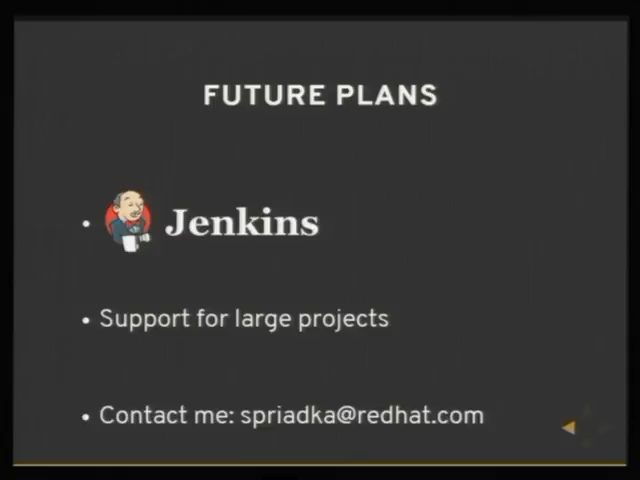 FUTURE PLANS
• Jenkins
• Support for large projects
• Contact me: spriadka@redhat.com